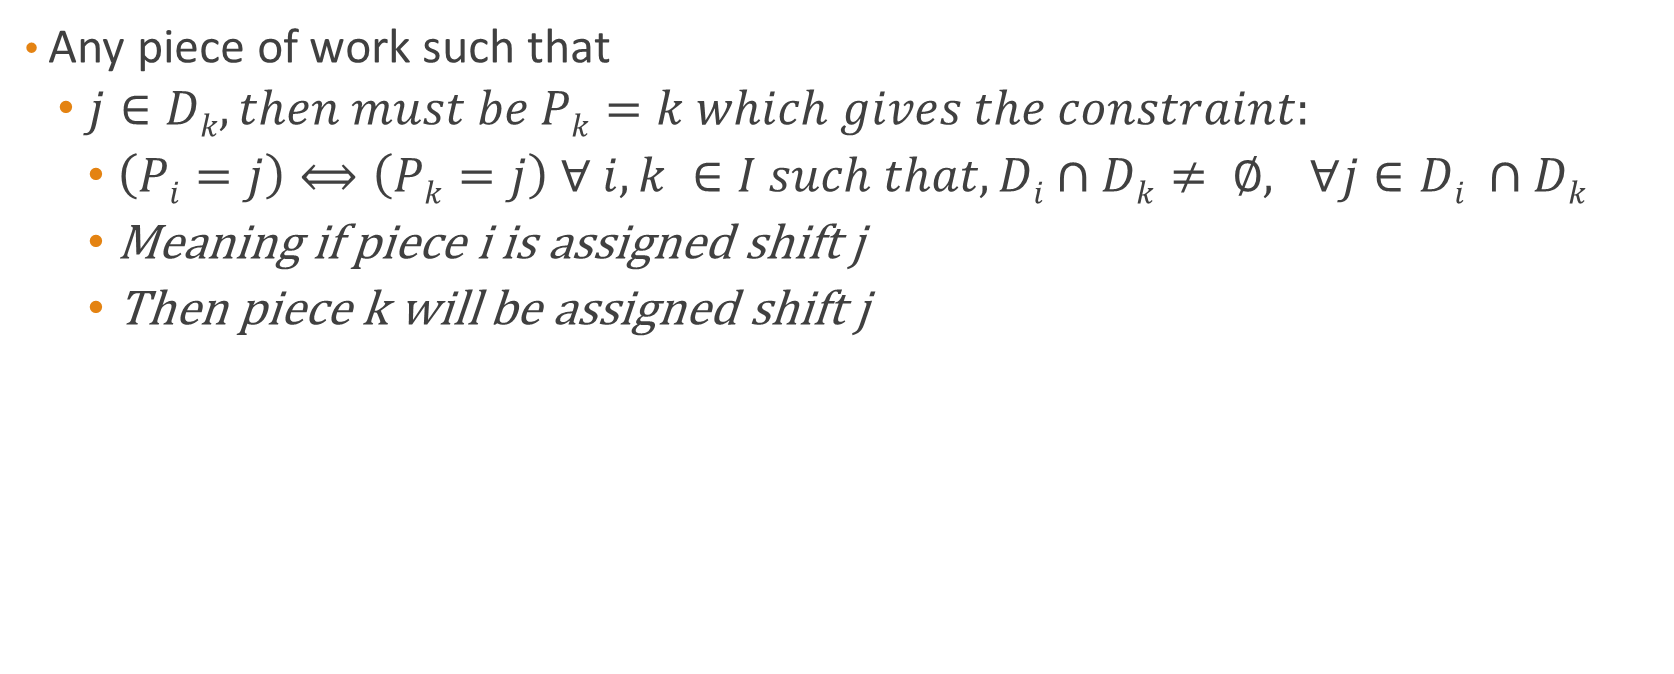 • Any piece of work such that
• j ∈ D_k, then must be P_k = k which gives the constraint:
• (P_i = j) ⟺ (P_k = j) ∀ i, k ∈ I such that, D_i ∩ D_k ≠ ∅, ∀j ∈ D_i ∩ D_k
• Meaning if piece i is assigned shift j
• Then piece k will be assigned shift j